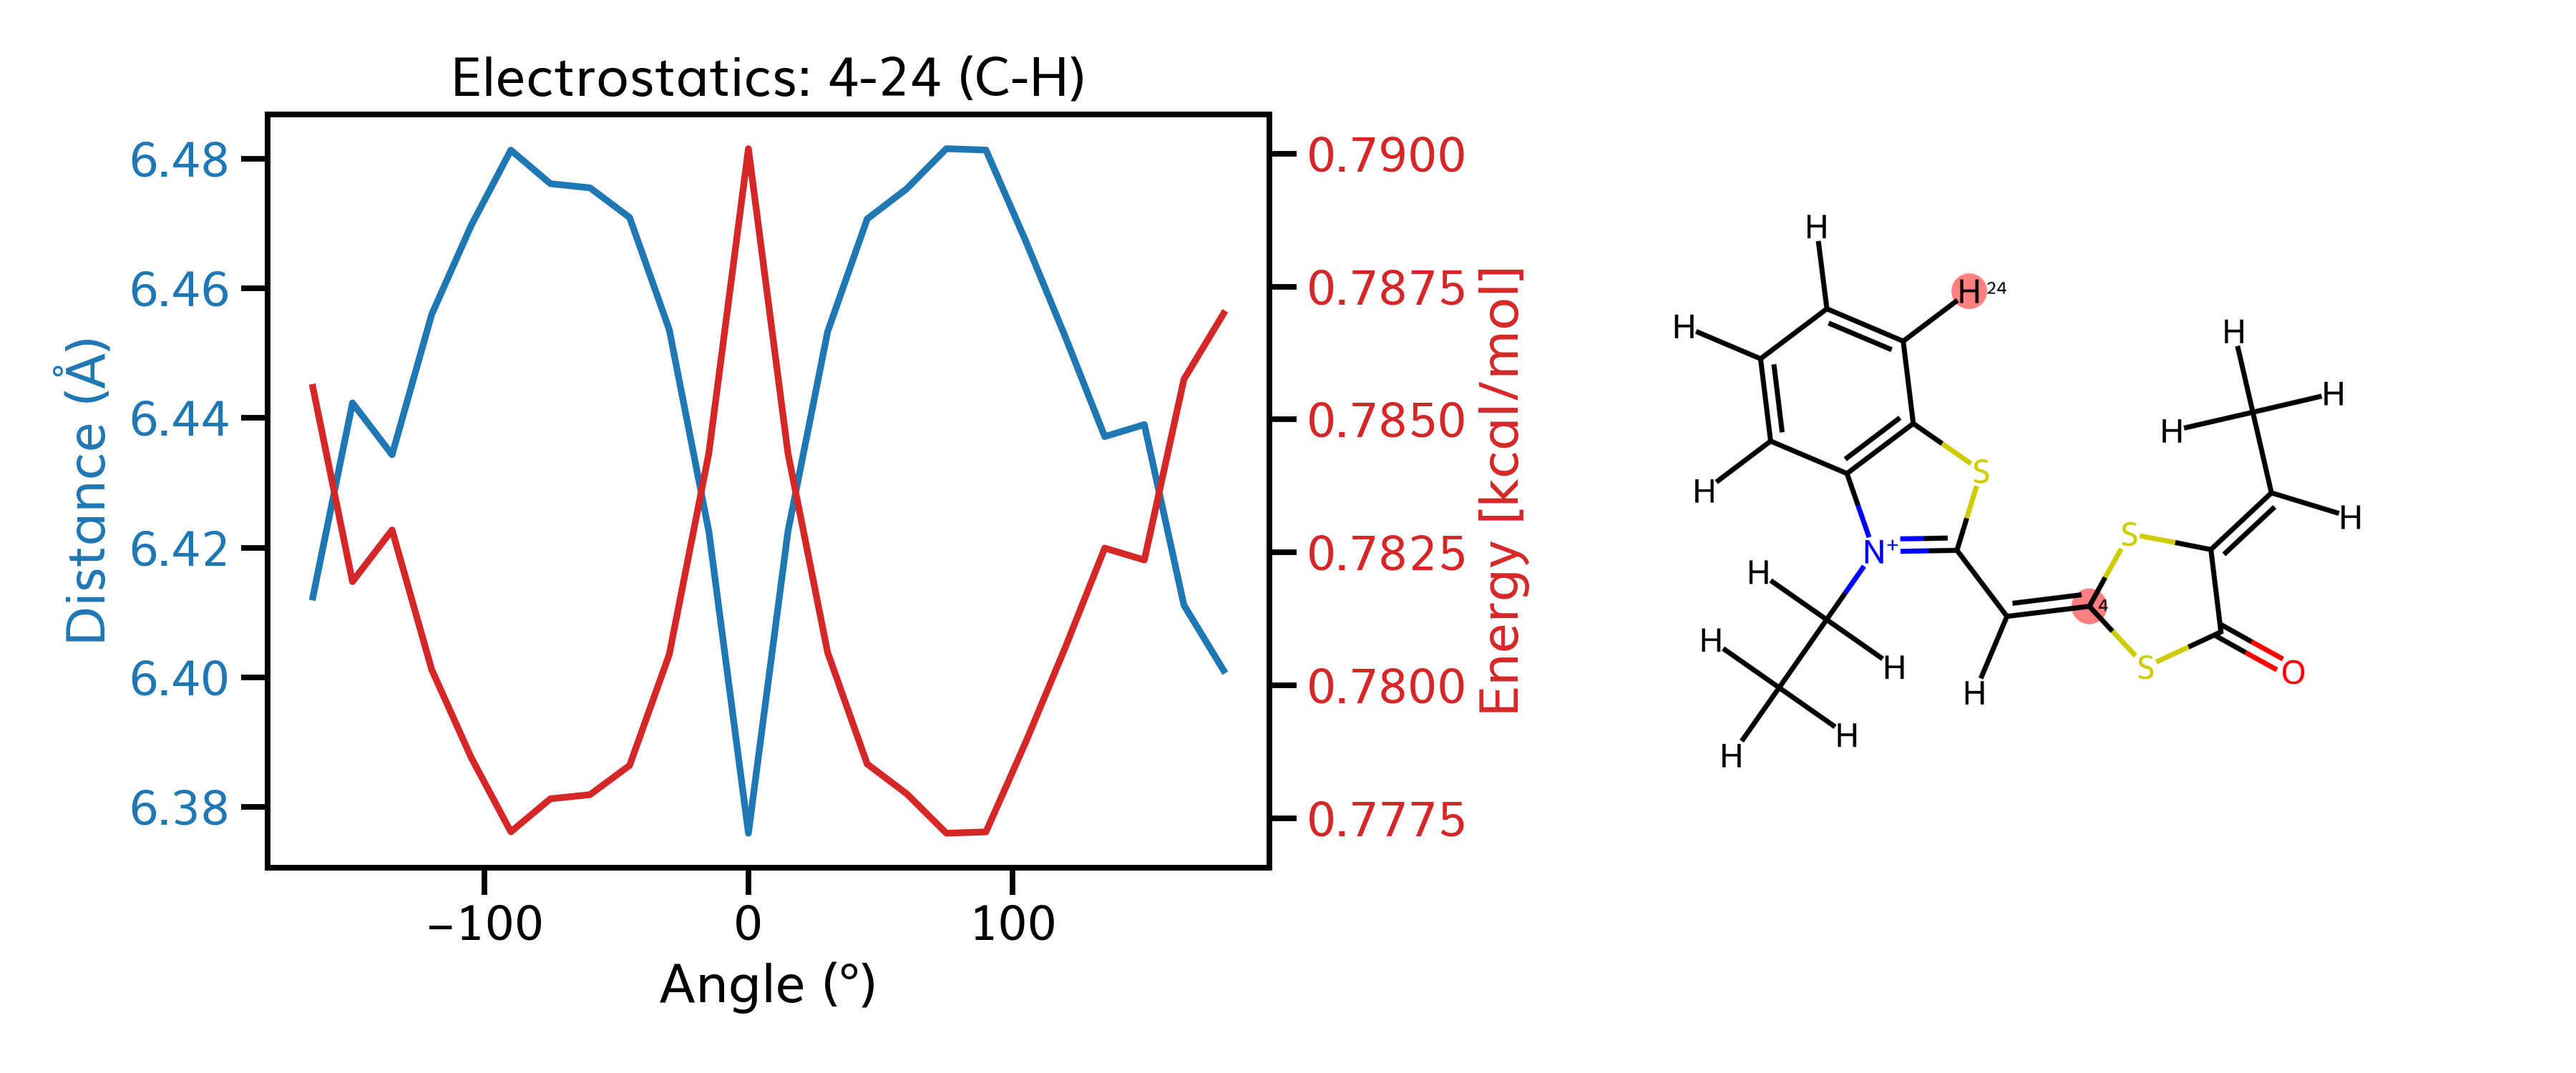 Electrostatics: 4-24 (C-H)
Distance (Å)
6.48
6.46
6.44
6.42
6.40
6.38
0.7900
0.7875
0.7850
0.7825
0.7800
0.7775
Energy [kcal/mol]
−100 0 100
Angle (°)
H
H 24
H
H
H
H
H
S
H
H
S
N+
H
4
H
H
S
O
H
H
H